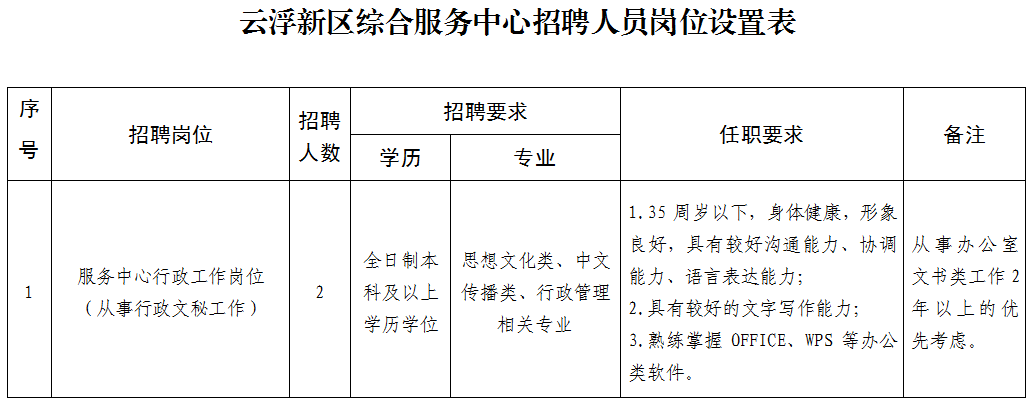 云浮新区综合服务中心招聘人员岗位设置表
序号
招聘岗位
招聘人数
招聘要求
任职要求
备注
学历
专业
1
服务中心行政工作岗位
（从事行政文秘工作）
2
全日制本
科及以上
学历学位
思想文化类、中文
传播类、行政管理
相关专业
1.35 周岁以下，身体健康，形象
良好，具有较好沟通能力、协调
能力、语言表达能力；
2.具有较好的文字写作能力；
3.熟练掌握 OFFICE、WPS 等办公
类软件。
从事办公室
文书类工作 2
年以上的优
先考虑。